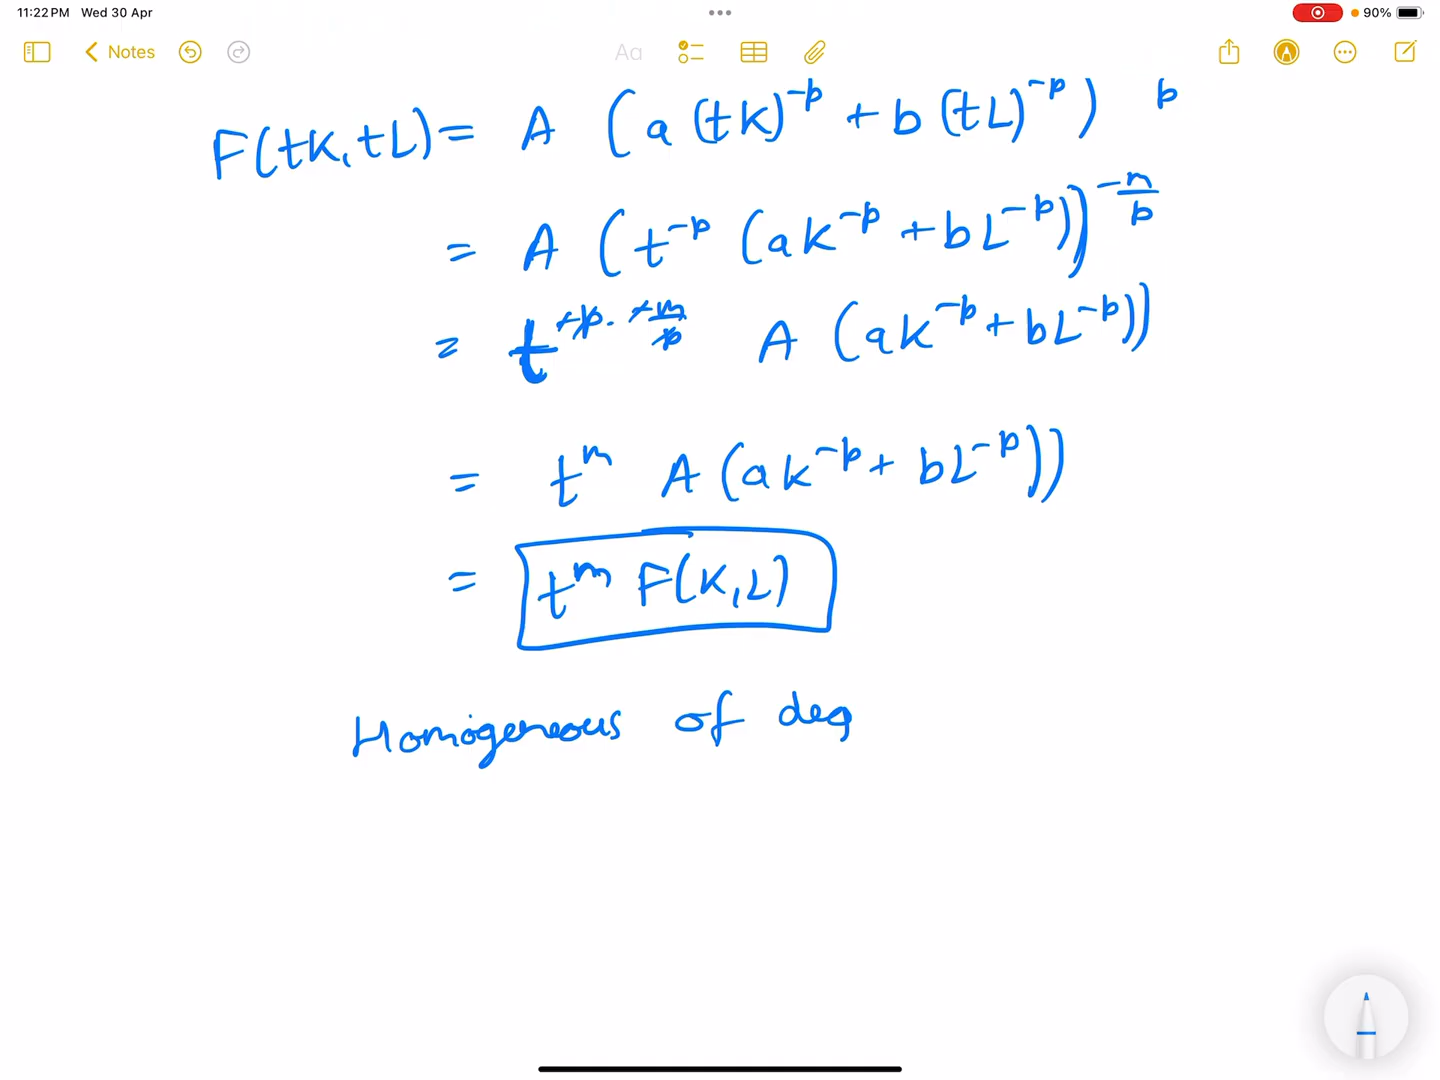 11:22 PM Wed 30 Apr 90%
Notes Aa
F(tK, tL) = A (a (tK)^-p + b (tL)^-p) p
= A (t^-p (aK^-p + bL^-p))^-m/p
= t^+p · +m/p A (aK^-p + bL^-p))
= t^m A (aK^-p + bL^-p))
= t^m F(K, L)
Homigeneous of deg